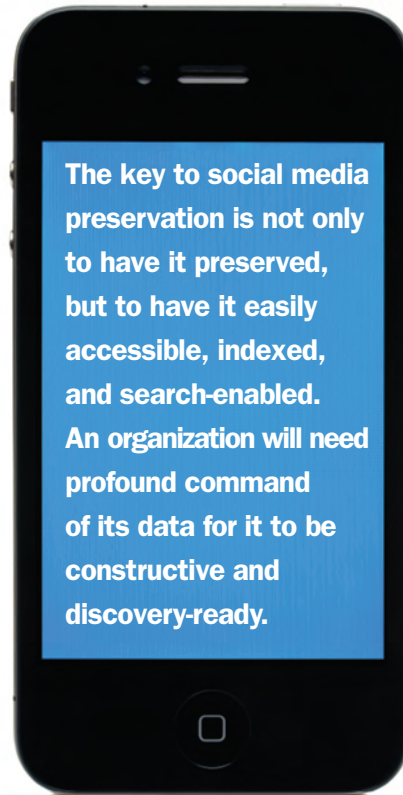 The key to social media
preservation is not only
to have it preserved,
but to have it easily
accessible, indexed,
and search-enabled.
An organization will need
profound command
of its data for it to be
constructive and
discovery-ready.